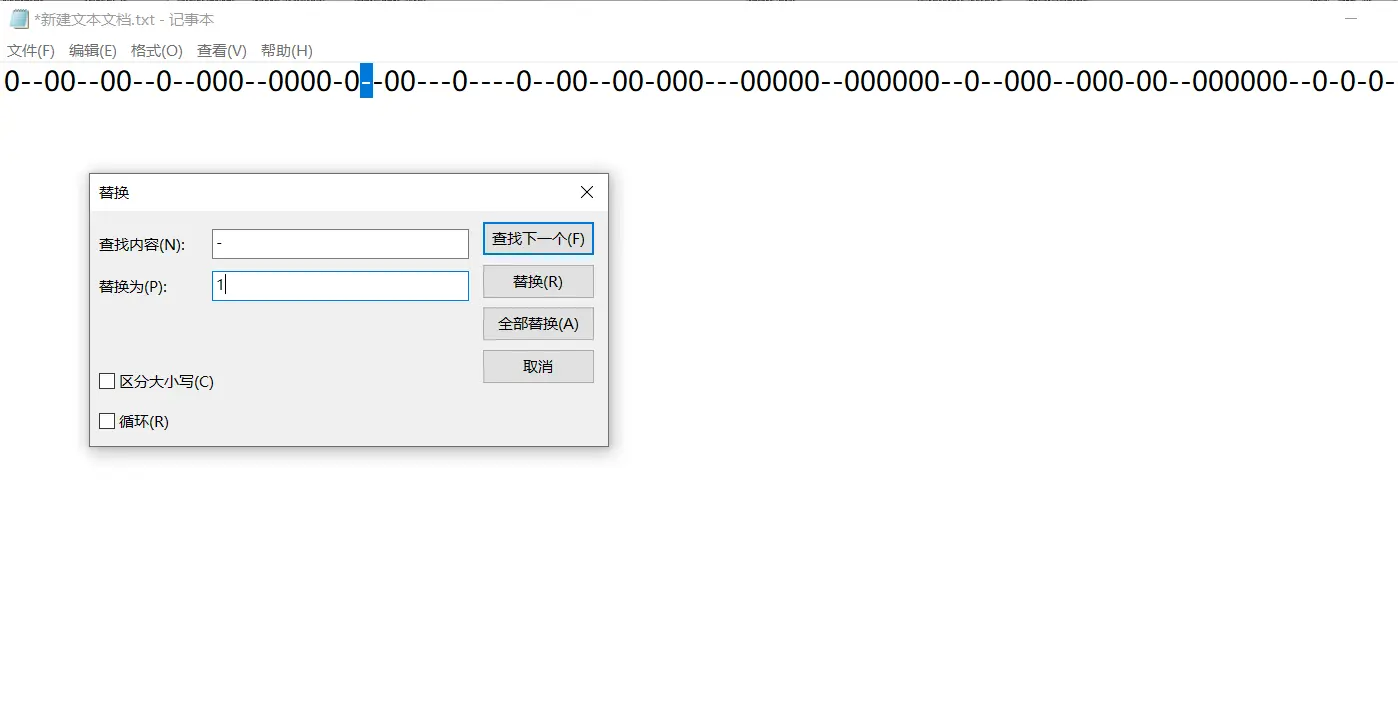 *新建文本文档.txt - 记事本
文件(F) 编辑(E) 格式(O) 查看(V) 帮助(H)
0--00--00--0--000--0000-0--00---0----0--00--00-000---00000--000000--0--000--000-00--000000--0-0-0-
替换
查找内容(N): -
查找下一个(F)
替换为(P): 1
替换(R)
全部替换(A)
取消
区分大小写(C)
循环(R)